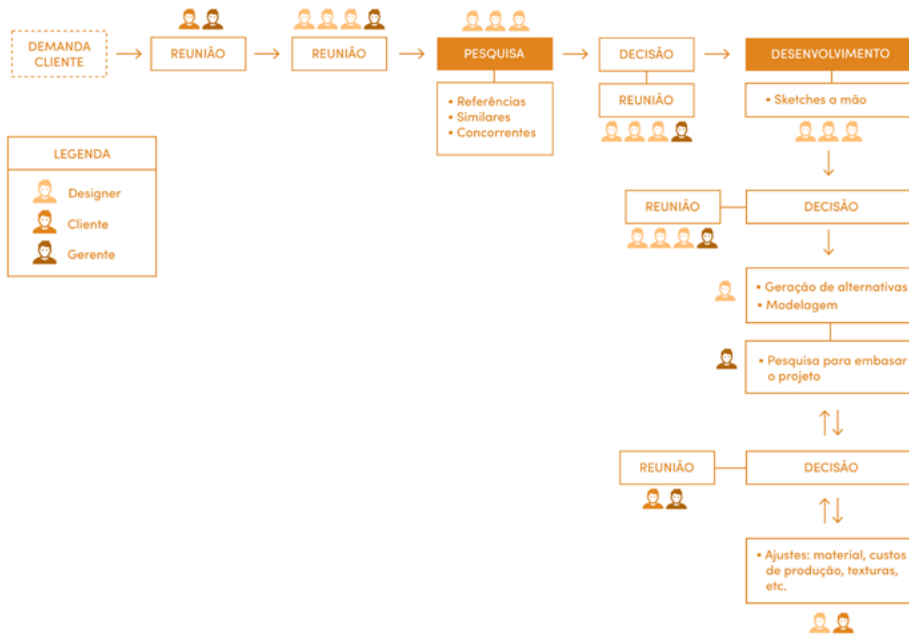 DEMANDA
CLIENTE
REUNIÃO
REUNIÃO
PESQUISA
• Referências
• Similares
• Concorrentes
DECISÃO
REUNIÃO
DESENVOLVIMENTO
• Sketches a mão
LEGENDA
Designer
Cliente
Gerente
REUNIÃO
DECISÃO
• Geração de alternativas
• Modelagem
• Pesquisa para embasar
o projeto
REUNIÃO
DECISÃO
• Ajustes: material, custos
de produção, texturas,
etc.